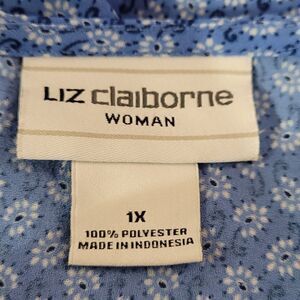 LIZ claiborne
WOMAN
1X
100% POLYESTER
MADE IN INDONESIA